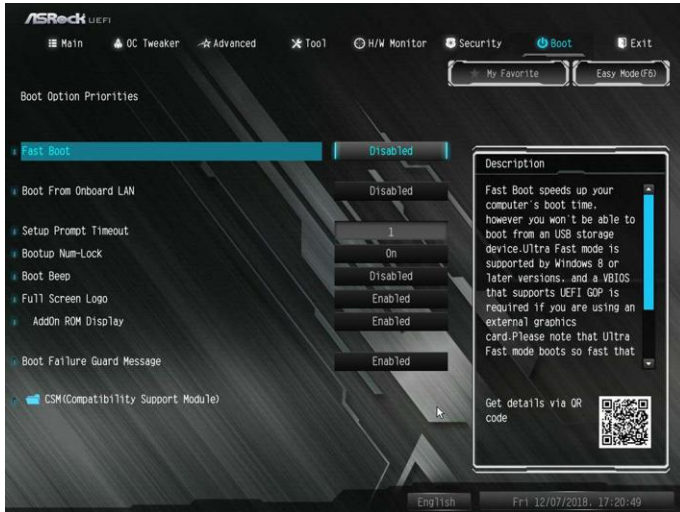 ASRock UEFI
Main OC Tweaker Advanced Tool H/W Monitor Security Boot Exit
My Favorite Easy Mode(F6)
Boot Option Priorities
Fast Boot Disabled
Boot From Onboard LAN Disabled
Setup Prompt Timeout 1
Bootup Num-Lock On
Boot Beep Disabled
Full Screen Logo Enabled
AddOn ROM Display Enabled
Boot Failure Guard Message Enabled
CSM(Compatibility Support Module)
Description
Fast Boot speeds up your
computer's boot time.
however you won't be able to
boot from an USB storage
device.Ultra Fast mode is
supported by Windows 8 or
later versions. and a VBIOS
that supports UEFI GOP is
required if you are using an
external graphics
card.Please note that Ultra
Fast mode boots so fast that
Get details via QR
code
English Fri 12/07/2018. 17:20:49